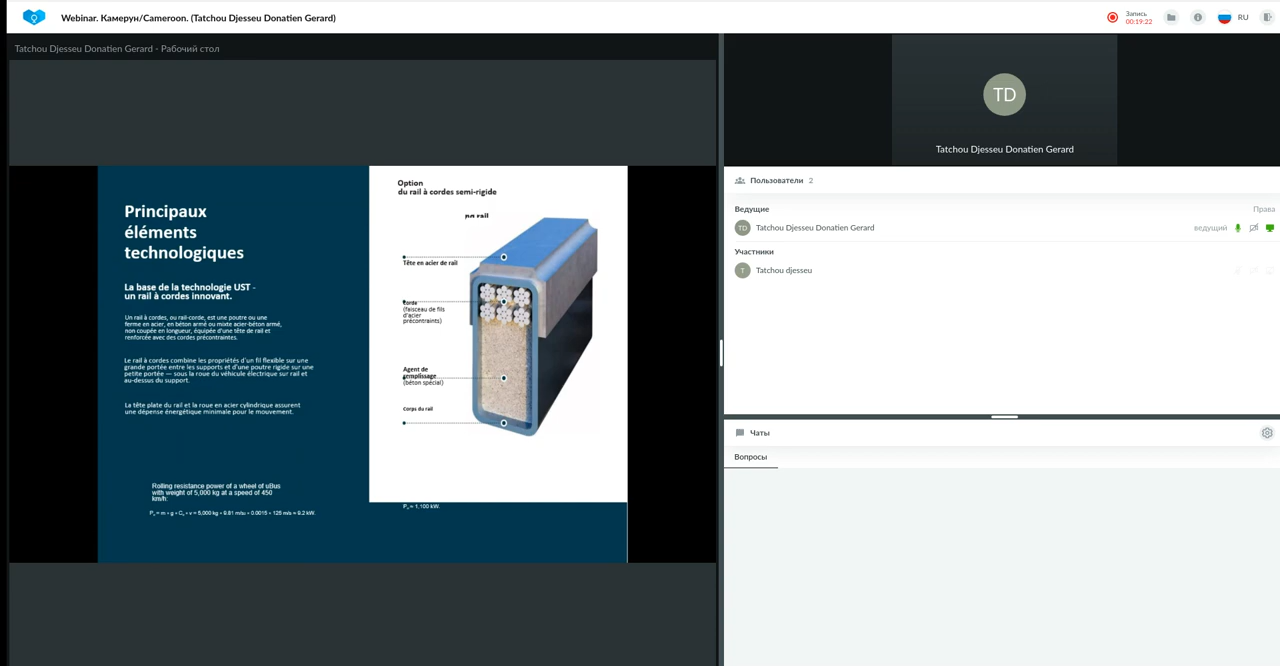 Webinar. Камерун/Cameroon. (Tatchou Djesseu Donatien Gerard)
Запись
00:19:22
RU
Tatchou Djesseu Donatien Gerard - Рабочий стол
Principaux
éléments
technologiques
La base de la technologie UST -
un rail à cordes innovant.
Un rail à cordes, ou rail-corde, est une poutre ou une
ferme en acier, en béton armé ou mixte acier-béton armé,
non coupée en longueur, équipée d'une tête de rail et
renforcée avec des cordes précontraintes.
Le rail à cordes combine les propriétés d'un fil flexible sur une
grande portée entre les supports et d'une poutre rigide sur une
petite portée — sous la roue du véhicule électrique sur rail et
au-dessus du support.
La tête plate du rail et la roue en acier cylindrique assurent
une dépense énergétique minimale pour le mouvement.
Rolling resistance power of a wheel of uBus
with weight of 5,000 kg at a speed of 450
km/h:
Option
du rail à cordes semi-rigide
ng rail
Tête en acier de rail
Corde
(faisceau de fils
d'acier
précontraints)
Agent de
remplissage
(béton spécial)
Corps du rail
= 1,100 kW.
TD
Tatchou Djesseu Donatien Gerard
Пользователи 2
Ведущие
Права
TD
Tatchou Djesseu Donatien Gerard
ведущий
Участники
T
Tatchou djesseu
Чаты
Вопросы